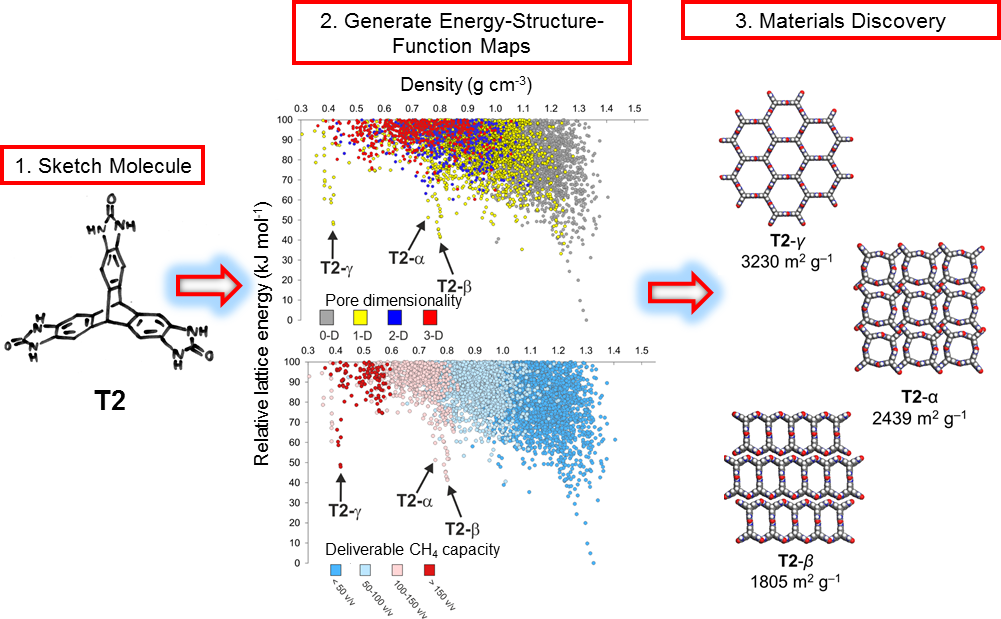 1. Sketch Molecule
O
HN NH
H
N
O
N
H
NH
O
N
H
T2
2. Generate Energy-Structure-
Function Maps
Density (g cm-3)
0.3 0.4 0.5 0.6 0.7 0.8 0.9 1.0 1.1 1.2 1.3 1.4 1.5
100
90
80
70
60
50
40
30
20
10
0
Relative lattice energy (kJ mol-1)
T2-γ
T2-α
T2-β
Pore dimensionality
0-D 1-D 2-D 3-D
0.3 0.4 0.5 0.6 0.7 0.8 0.9 1.0 1.1 1.2 1.3 1.4 1.5
100
90
80
70
60
50
40
30
20
10
0
T2-γ
T2-α
T2-β
Deliverable CH4 capacity
< 50 v/v
50-100 v/v
100-150 v/v
> 150 v/v
3. Materials Discovery
T2-γ
3230 m2 g–1
T2-α
2439 m2 g–1
T2-β
1805 m2 g–1